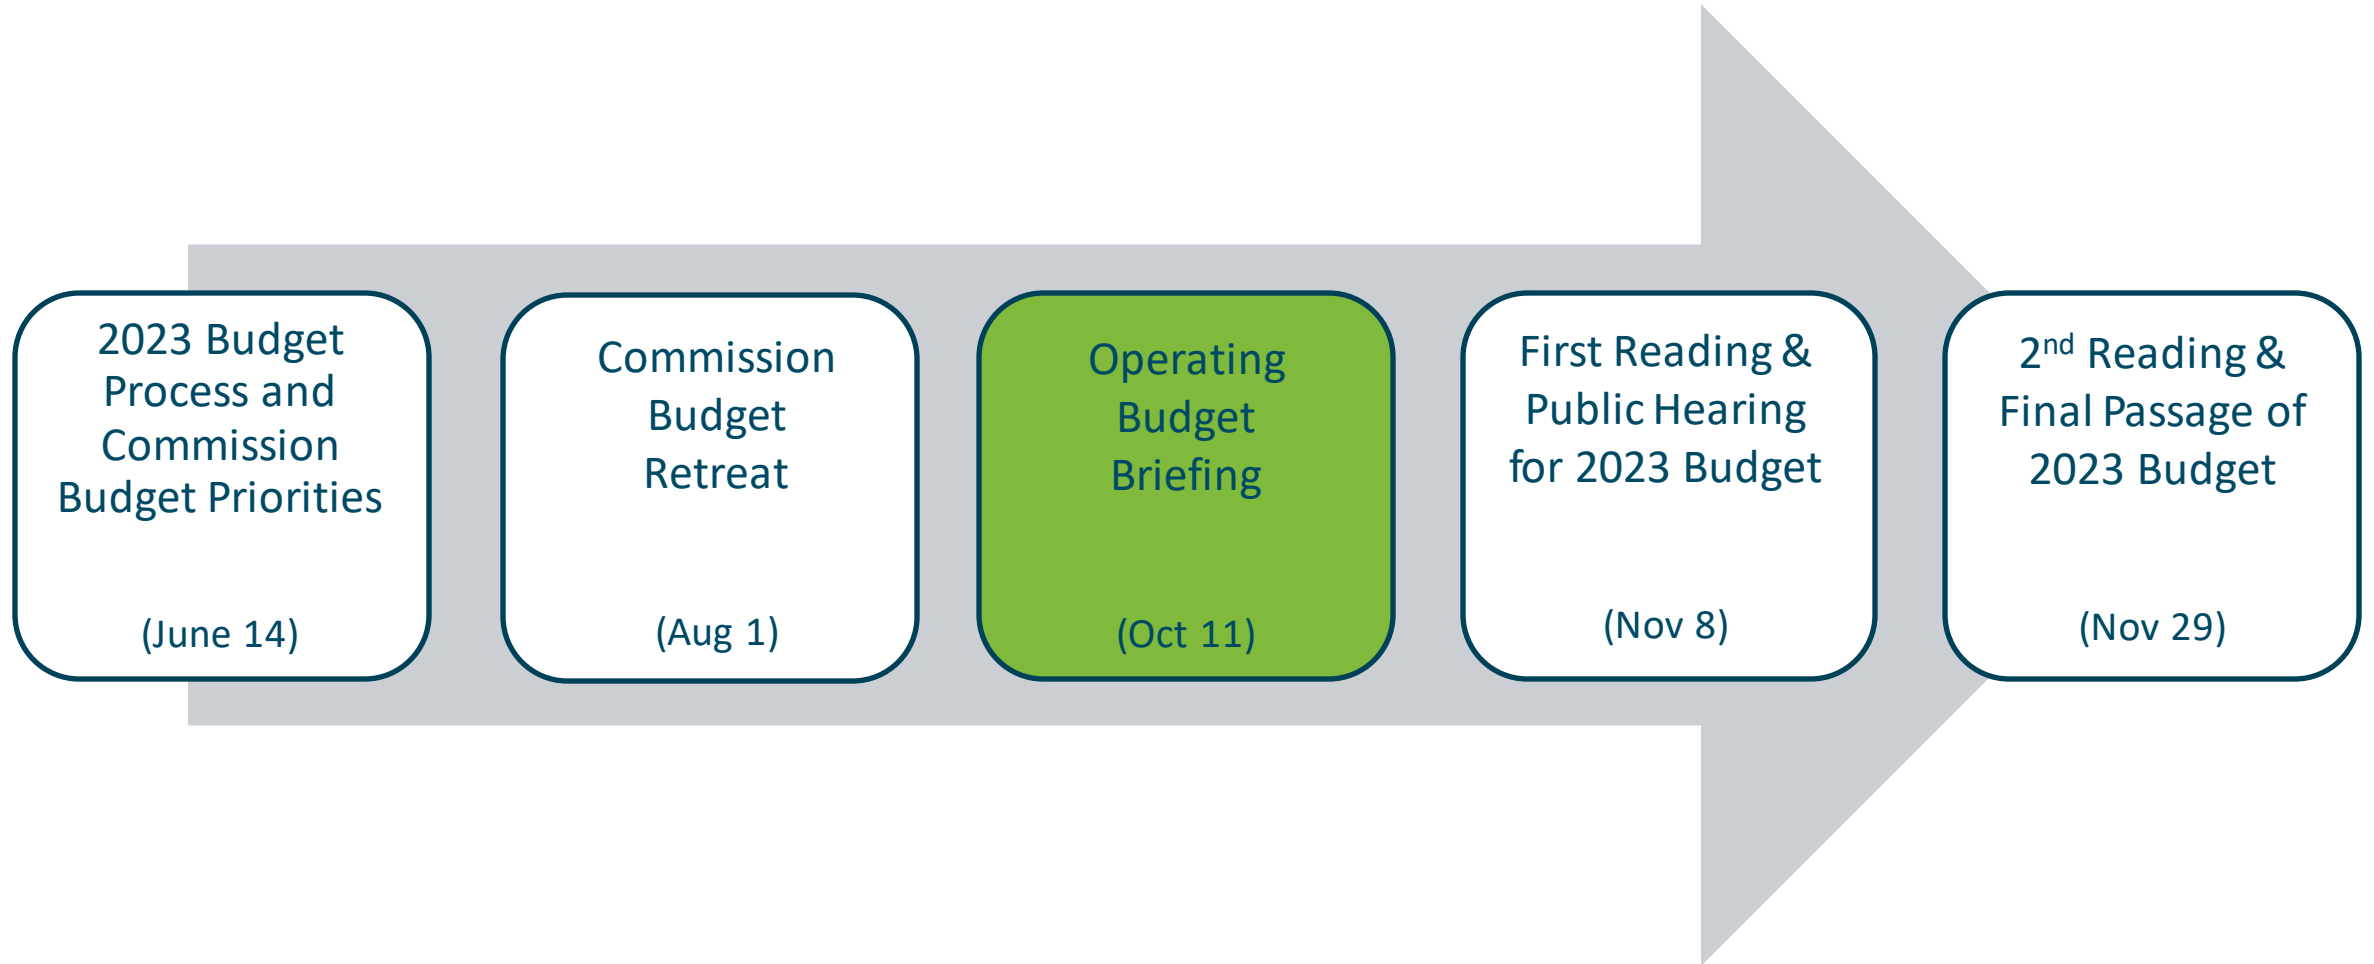 2023 Budget
Process and
Commission
Budget Priorities
(June 14)
Commission
Budget
Retreat
(Aug 1)
Operating
Budget
Briefing
(Oct 11)
First Reading &
Public Hearing
for 2023 Budget
(Nov 8)
2nd Reading &
Final Passage of
2023 Budget
(Nov 29)